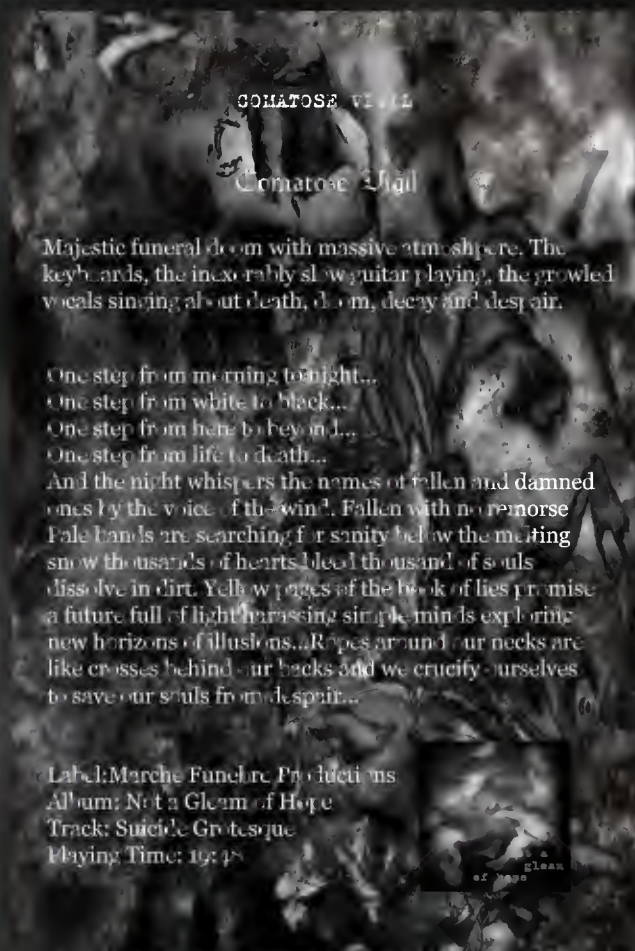 COMATOSE VIGIL
Comatose Vigil
Majestic funeral doom with massive atmoshpere. The
keyboards, the inexorably slow guitar playing, the growled
vocals singing about death, doom, decay and despair.
One step from morning to night...
One step from white to black...
One step from here to beyond...
One step from life to death...
And the night whispers the names of fallen and damned
ones by the voice of the wind. Fallen with no remorse
Pale hands are searching for sanity below the melting
snow thousands of hearts bleed thousand of souls
dissolve in dirt. Yellow pages of the book of lies promise
a future full of light harassing simple minds exploring
new horizons of illusions...Ropes around our necks are
like crosses behind our backs and we crucify ourselves
to save our souls from despair...
Label:Marche Funebre Productions
Album: Not a Gleam of Hope
Track: Suicide Grotesque
Playing Time: 19:48
a
gleam
of hope